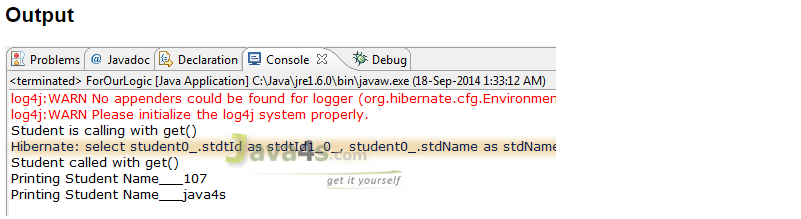 Output
Problems @ Javadoc Declaration Console Debug
<terminated> ForOurLogic [Java Application] C:\Java\jre1.6.0\bin\javaw.exe (18-Sep-2014 1:33:12 AM)
log4j:WARN No appenders could be found for logger (org.hibernate.cfg.Environmen
log4j:WARN Please initialize the log4j system properly.
Student is calling with get()
Hibernate: select student0_.stdtId as stdtId1_0_, student0_.stdName as stdName
Student called with get()
Printing Student Name___107
Printing Student Name___java4s
Java4s.com
get it yourself